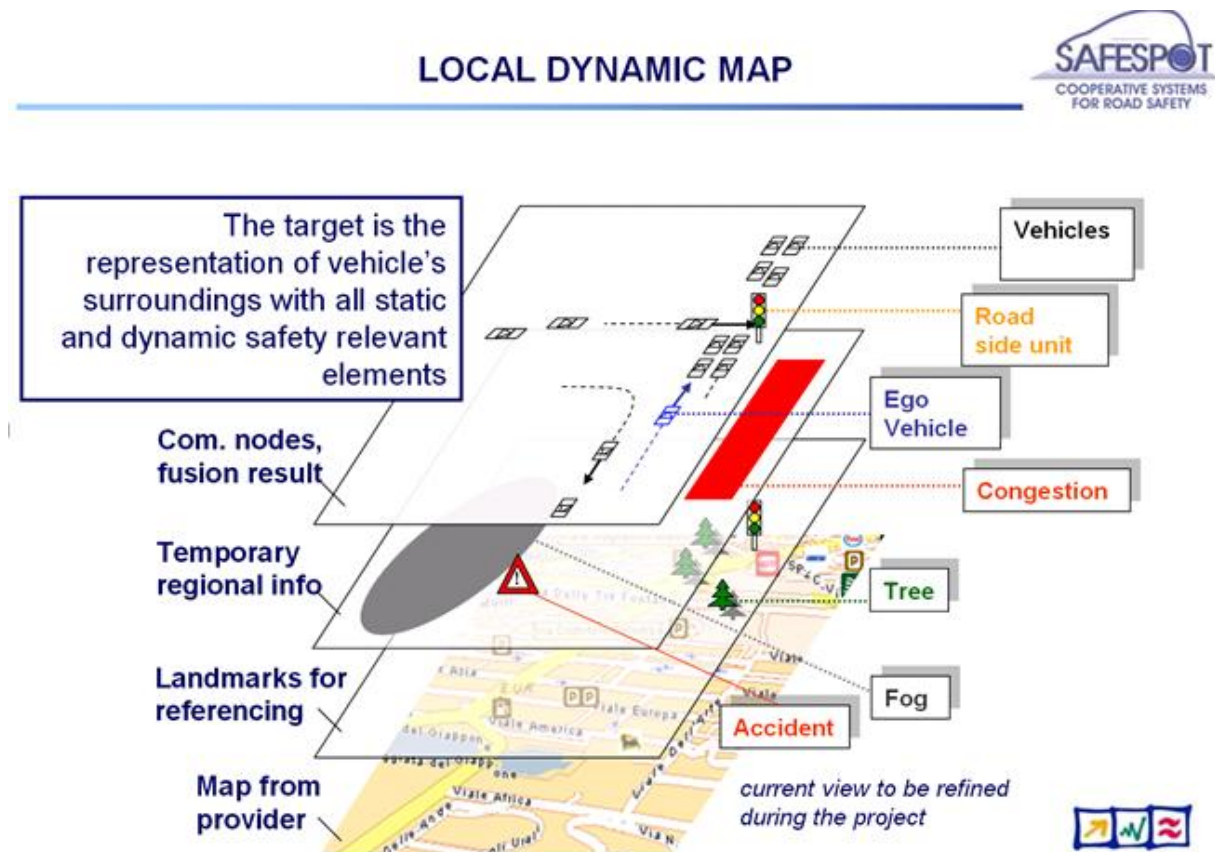 LOCAL DYNAMIC MAP
SAFESPOT
COOPERATIVE SYSTEMS
FOR ROAD SAFETY
The target is the
representation of vehicle's
surroundings with all static
and dynamic safety relevant
elements
Vehicles
Road
side unit
Ego
Vehicle
Congestion
Tree
Fog
Accident
Com. nodes,
fusion result
Temporary
regional info
Landmarks for
referencing
Map from
provider
Viale Europa
Viale America
Viale Africa
Viale
Viale
P
P
P
P
current view to be refined
during the project